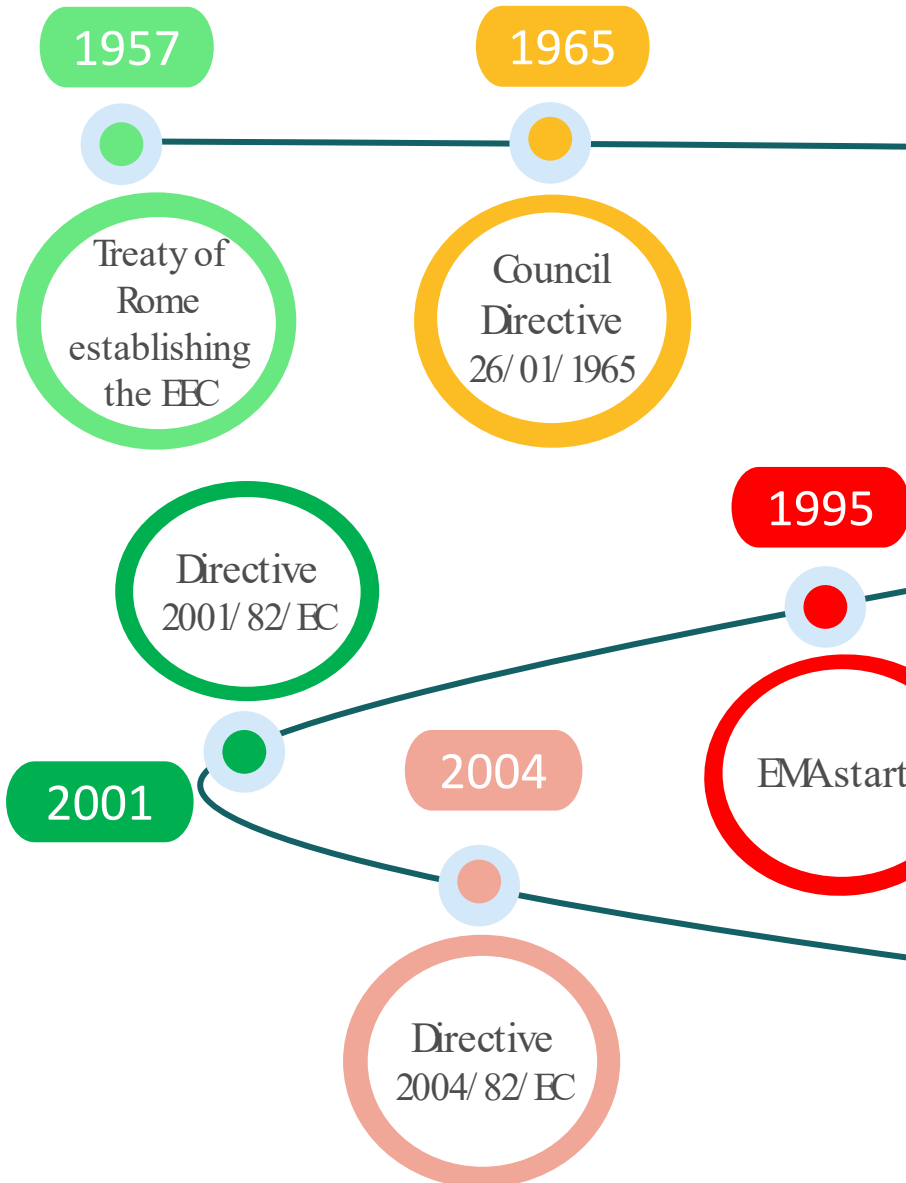 1957
Treaty of
Rome
establishing
the EEC
1965
Council
Directive
26/01/1965
1995
EMA start
Directive
2001/82/EC
2001
2004
Directive
2004/82/EC